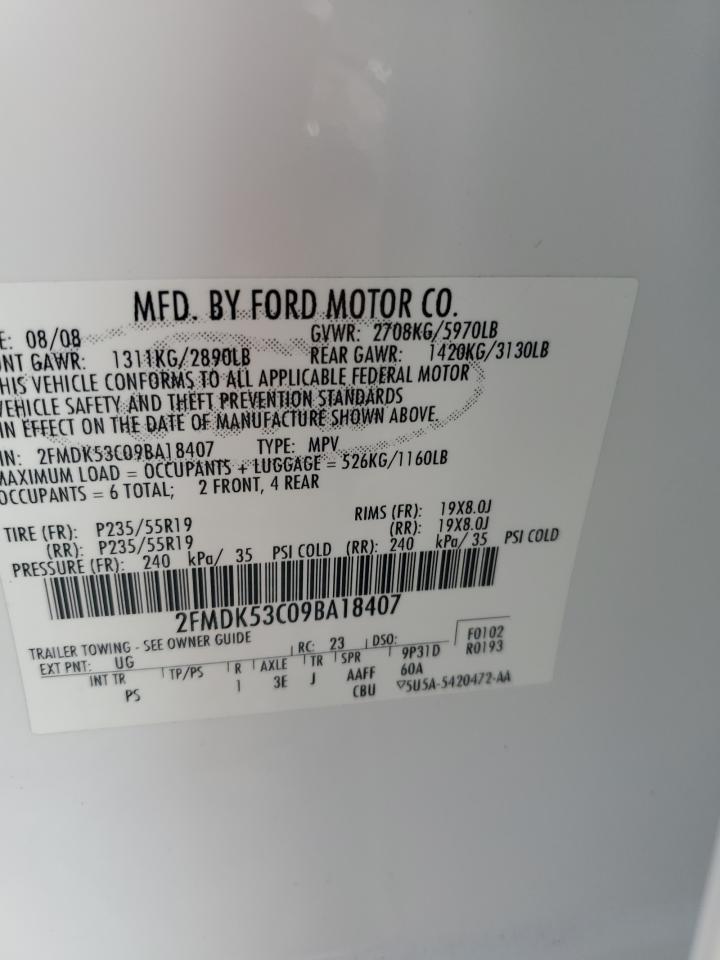 MFD. BY FORD MOTOR CO.
E: 08/08 GVWR: 2708KG/5970LB
NT GAWR: 1311KG/2890LB REAR GAWR: 1420KG/3130LB
HIS VEHICLE CONFORMS TO ALL APPLICABLE FEDERAL MOTOR
VEHICLE SAFETY AND THEFT PREVENTION STANDARDS
IN EFFECT ON THE DATE OF MANUFACTURE SHOWN ABOVE.
IN: 2FMDK53C09BA18407 TYPE: MPV
MAXIMUM LOAD = OCCUPANTS + LUGGAGE = 526KG/1160LB
OCCUPANTS = 6 TOTAL; 2 FRONT, 4 REAR
TIRE (FR): P235/55R19 RIMS (FR): 19X8.0J
(RR): P235/55R19 (RR): 19X8.0J
PRESSURE (FR): 240 kPa/ 35 PSI COLD (RR): 240 kPa/ 35 PSI COLD
2FMDK53C09BA18407
TRAILER TOWING - SEE OWNER GUIDE F0102
EXT PNT: UG RC: 23 DSO: 9P31D R0193
INT TR TP/PS R AXLE TR SPR 60A
PS 1 3E J AAFF
CBU ▽5U5A-5420472-AA